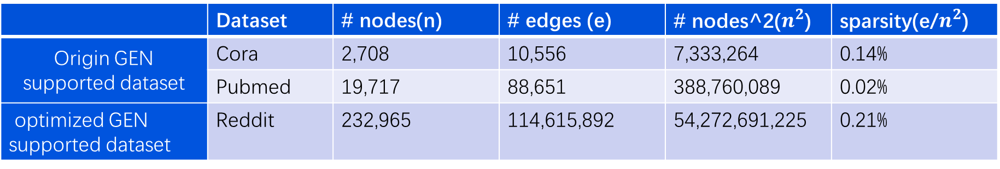 Dataset # nodes(n) # edges (e) # nodes^2(n²) sparsity(e/n²)
Origin GEN
supported dataset
Cora 2,708 10,556 7,333,264 0.14%
Pubmed 19,717 88,651 388,760,089 0.02%
optimized GEN
supported dataset
Reddit 232,965 114,615,892 54,272,691,225 0.21%